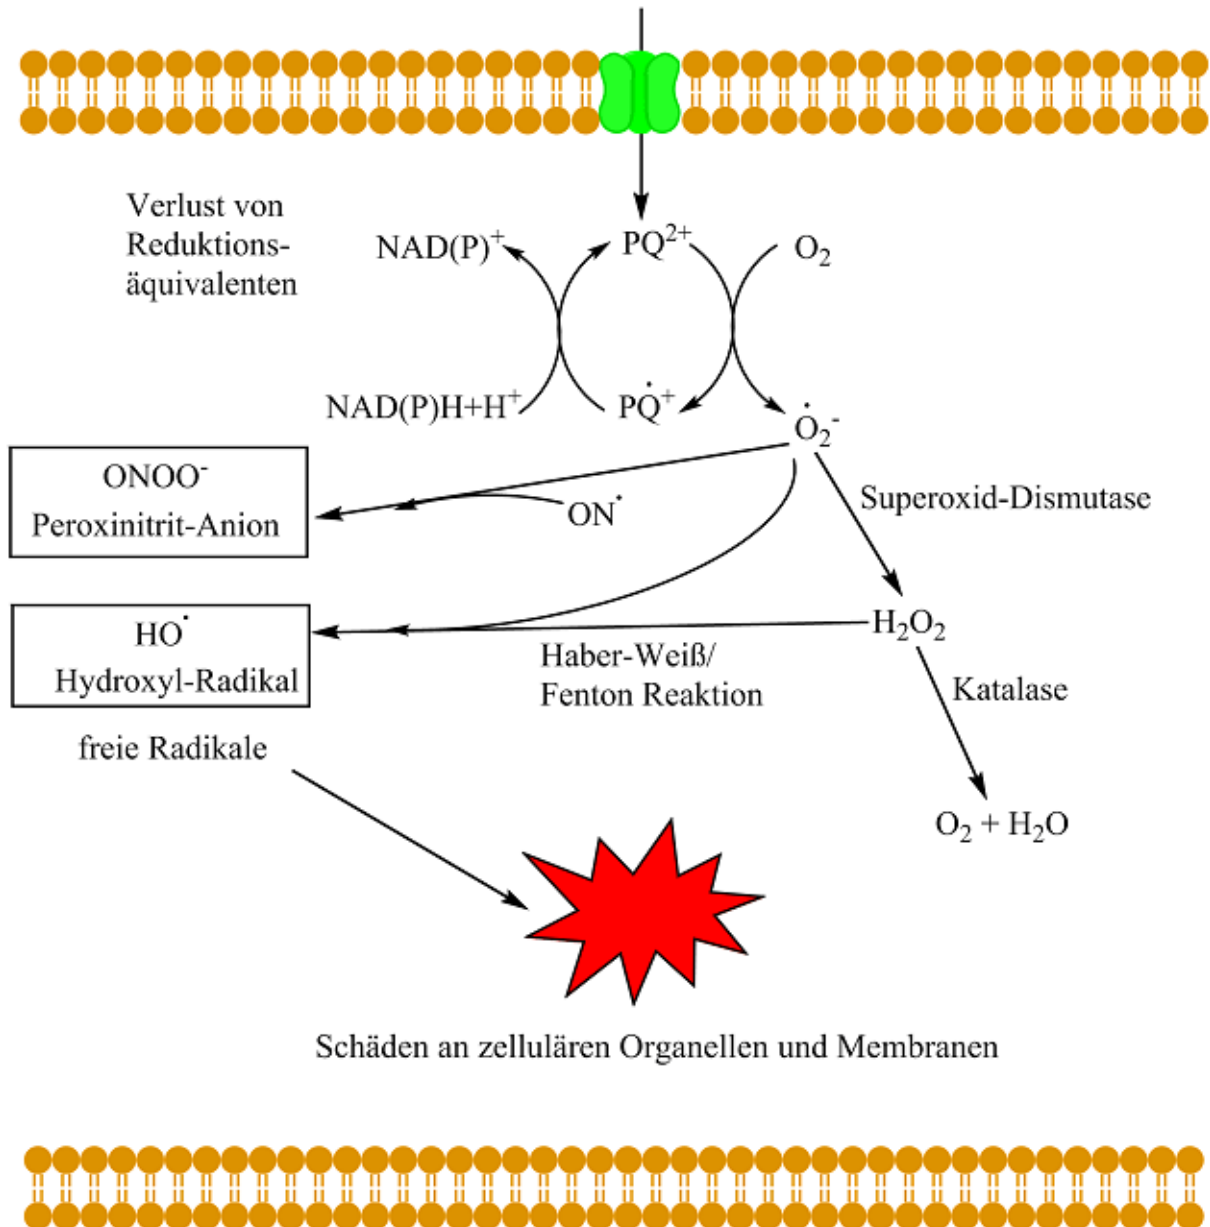 Verlust von
Reduktions-
äquivalenten
NAD(P)⁺
PQ²⁺
O₂
NAD(P)H+H⁺
PQ̇⁺
Ȯ₂⁻
ONOO⁻
Peroxinitrit-Anion
ON˙
Superoxid-Dismutase
HO˙
Hydroxyl-Radikal
H₂O₂
Haber-Weiß/
Fenton Reaktion
Katalase
freie Radikale
O₂ + H₂O
Schäden an zellulären Organellen und Membranen